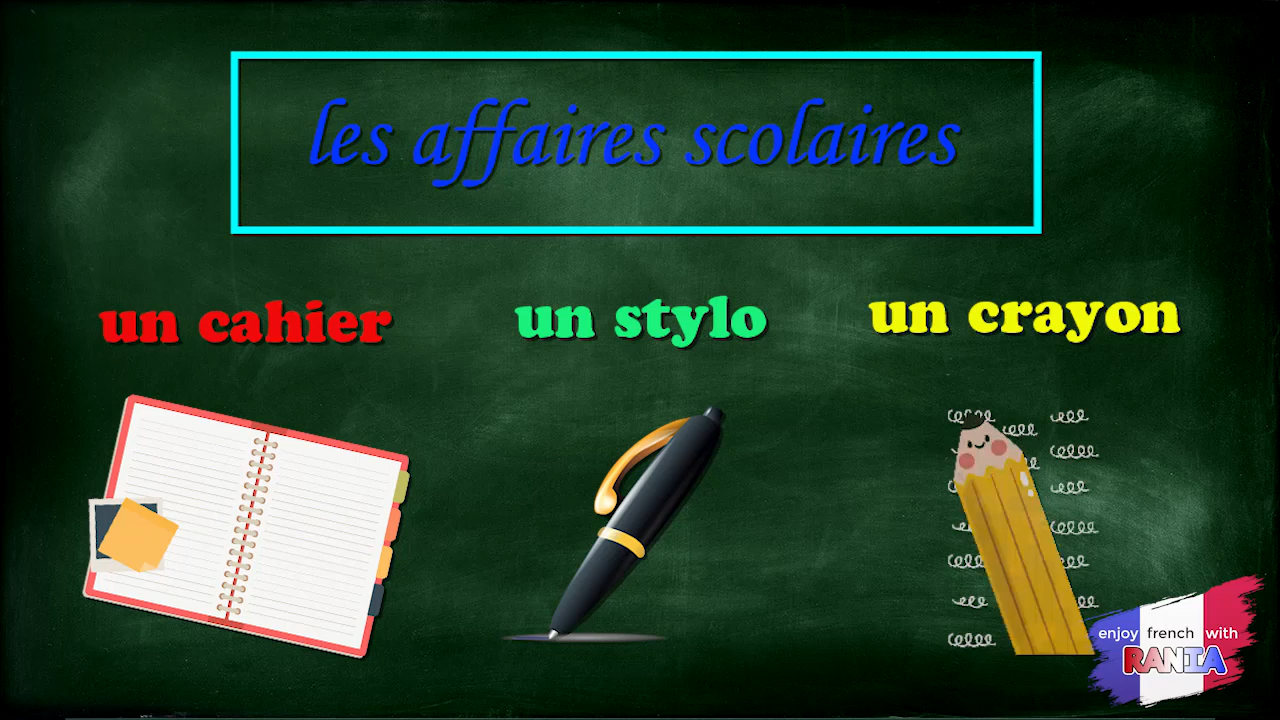 les affaires scolaires
un cahier
un stylo
un crayon
enjoy french with
RANIA